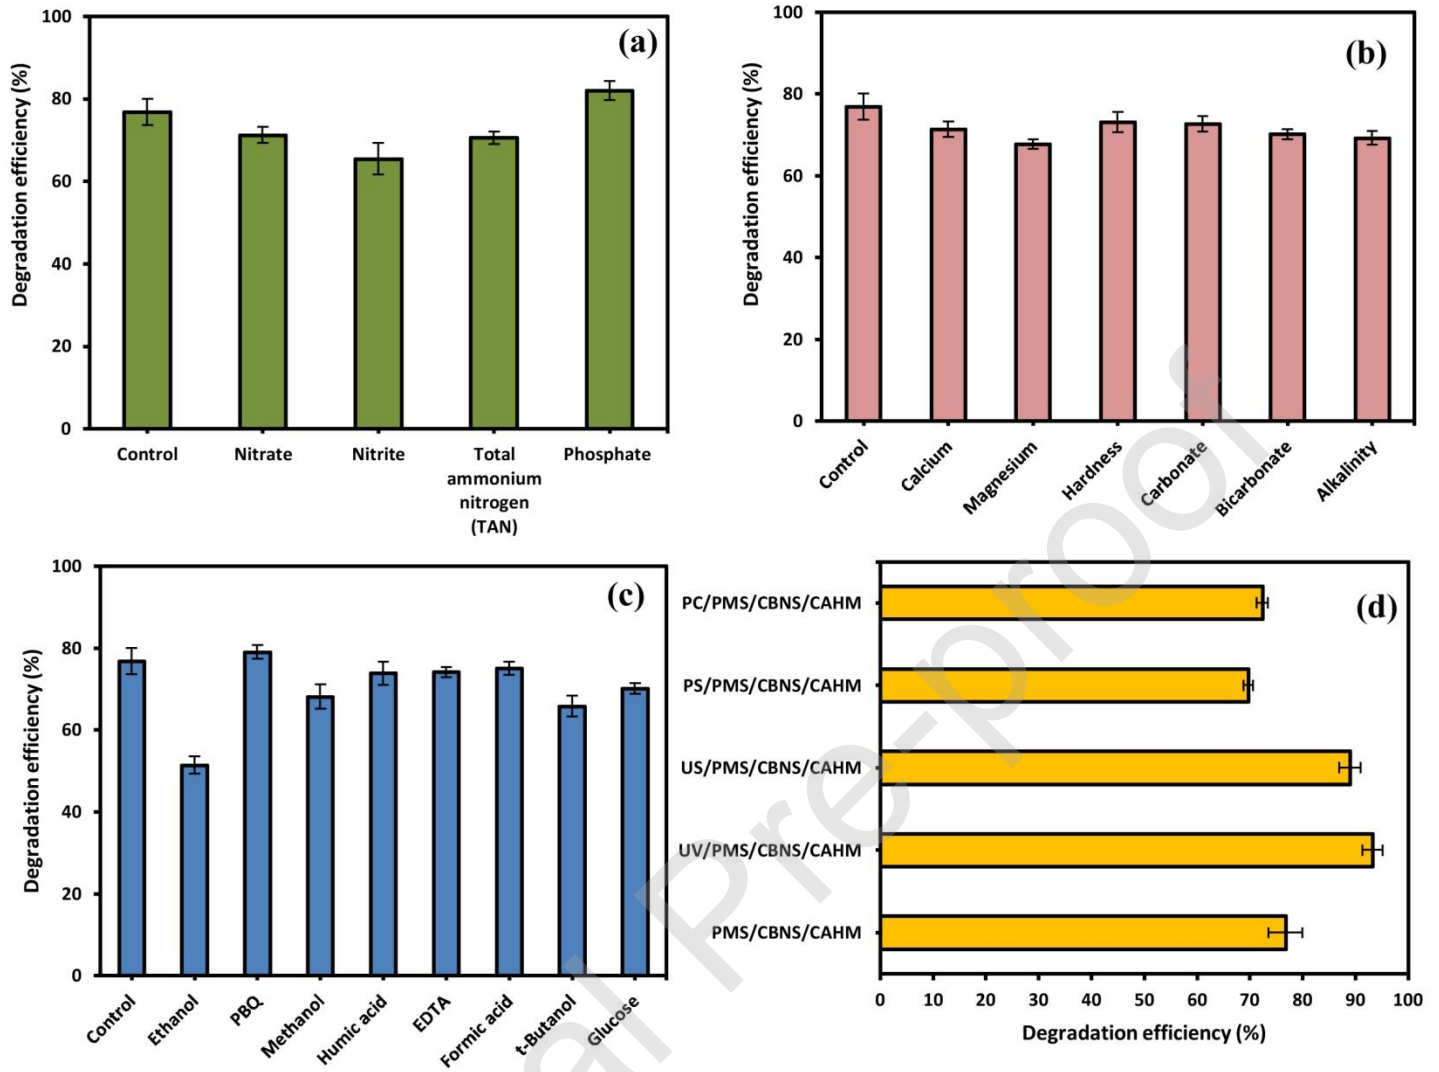 (a)
Degradation efficiency (%)
100
80
60
40
20
0
Control
Nitrate
Nitrite
Total
ammonium
nitrogen
(TAN)
Phosphate
(b)
Degradation efficiency (%)
100
80
60
40
20
0
Control
Calcium
Magnesium
Hardness
Carbonate
Bicarbonate
Alkalinity
(c)
Degradation efficiency (%)
100
80
60
40
20
0
Control
Ethanol
PBQ
Methanol
Humic acid
EDTA
Formic acid
t-Butanol
Glucose
(d)
PC/PMS/CBNS/CAHM
PS/PMS/CBNS/CAHM
US/PMS/CBNS/CAHM
UV/PMS/CBNS/CAHM
PMS/CBNS/CAHM
0 10 20 30 40 50 60 70 80 90 100
Degradation efficiency (%)
al Pre-proof